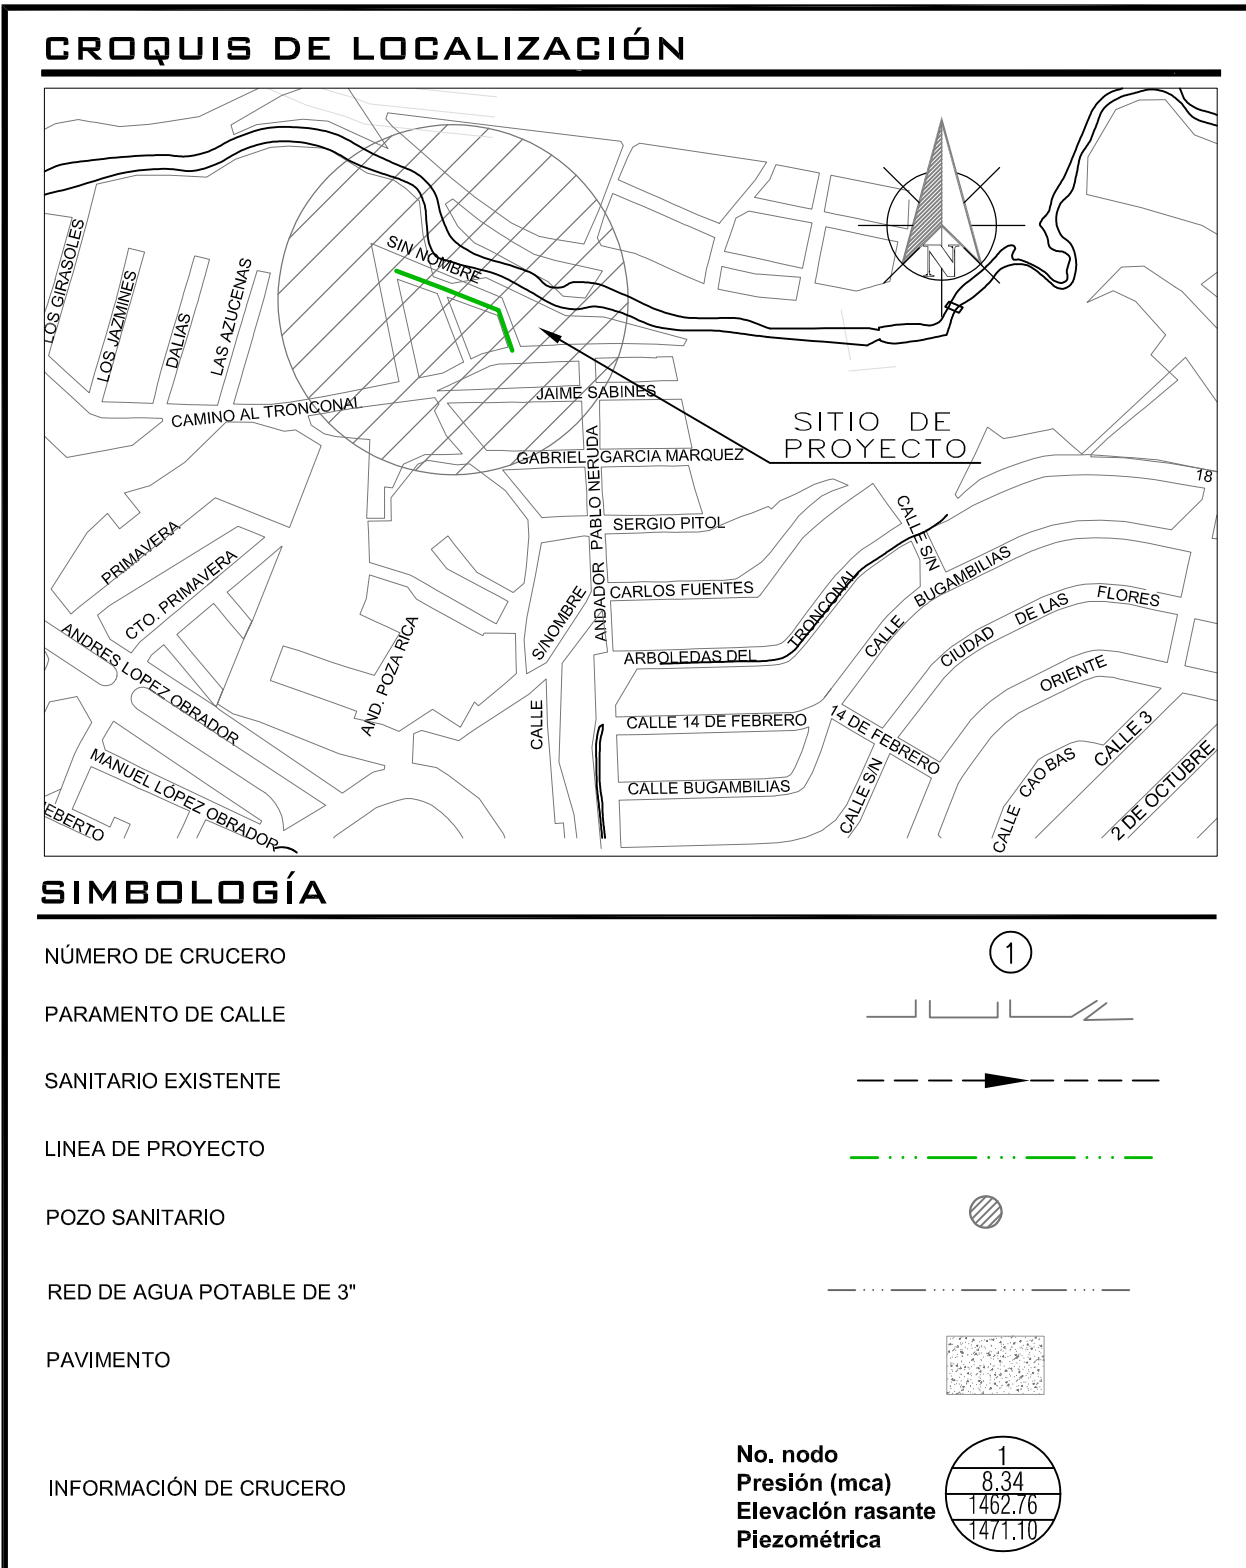 CROQUIS DE LOCALIZACIÓN
SIN NOMBRE
LOS GIRASOLES
LOS JAZMINES
DALIAS
LAS AZUCENAS
CAMINO AL TRONCONAL
JAIME SABINES
SITIO DE
PROYECTO
GABRIEL GARCIA MARQUEZ
ANDADOR PABLO NERUDA
18
CALLE S/N
SERGIO PITOL
PRIMAVERA
CTO. PRIMAVERA
CARLOS FUENTES
S/NOMBRE
CALLE
BUGAMBILIAS
CALLE
CIUDAD DE LAS FLORES
ARBOLEDAS DEL TRONCONAL
ANDRES LOPEZ OBRADOR
AND. POZA RICA
ORIENTE
CALLE 14 DE FEBRERO
14 DE FEBRERO
CALLE 3
2 DE OCTUBRE
MANUEL LÓPEZ OBRADOR
CALLE BUGAMBILIAS
CALLE S/N
CALLE CAO BAS
EBERTO
N
SIMBOLOGÍA
NÚMERO DE CRUCERO
1
PARAMENTO DE CALLE
SANITARIO EXISTENTE
LINEA DE PROYECTO
POZO SANITARIO
RED DE AGUA POTABLE DE 3"
PAVIMENTO
INFORMACIÓN DE CRUCERO
No. nodo 1
Presión (mca) 8.34
Elevación rasante 1462.76
Piezométrica 1471.10